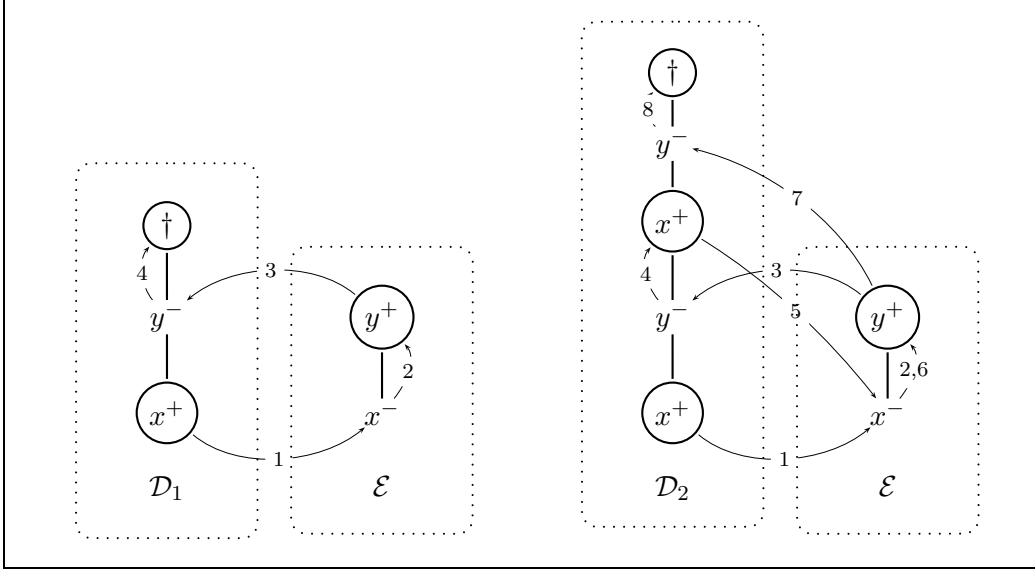 †
4
y⁻
3
y⁺
2
x⁺
x⁻
1
𝒟₁
ℰ
†
8
y⁻
7
x⁺
4
3
y⁻
5
y⁺
2,6
x⁺
x⁻
1
𝒟₂
ℰ